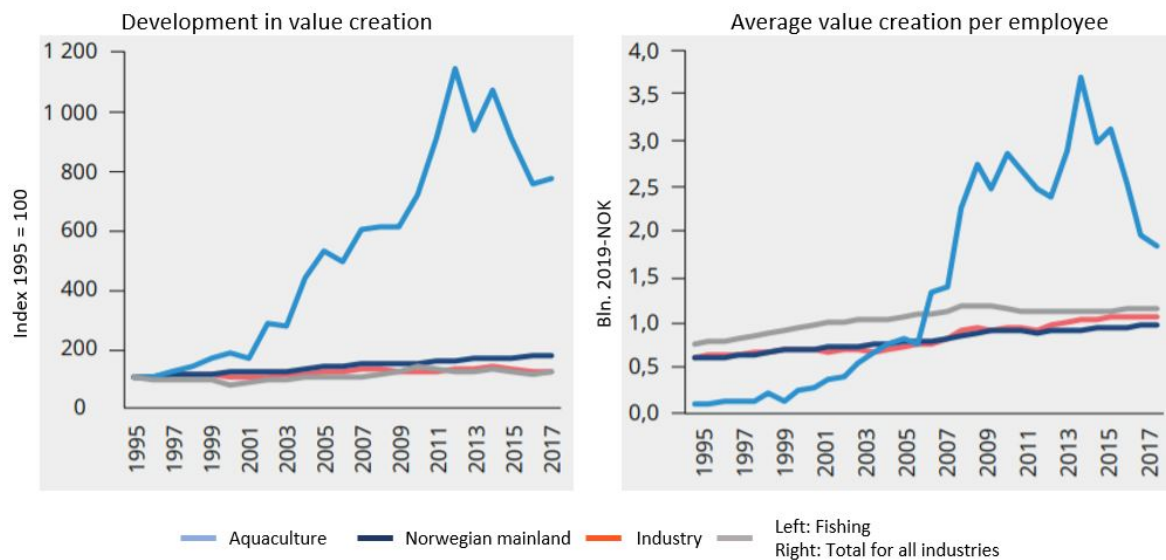 Development in value creation
Index 1995 = 100
1 200
1 000
800
600
400
200
0
1995 1997 1999 2001 2003 2005 2007 2009 2011 2013 2015 2017
Average value creation per employee
Bln. 2019-NOK
4,0
3,5
3,0
2,5
2,0
1,5
1,0
0,5
0,0
1995 1997 1999 2001 2003 2005 2007 2009 2011 2013 2015 2017
Aquaculture Norwegian mainland Industry Left: Fishing
Right: Total for all industries